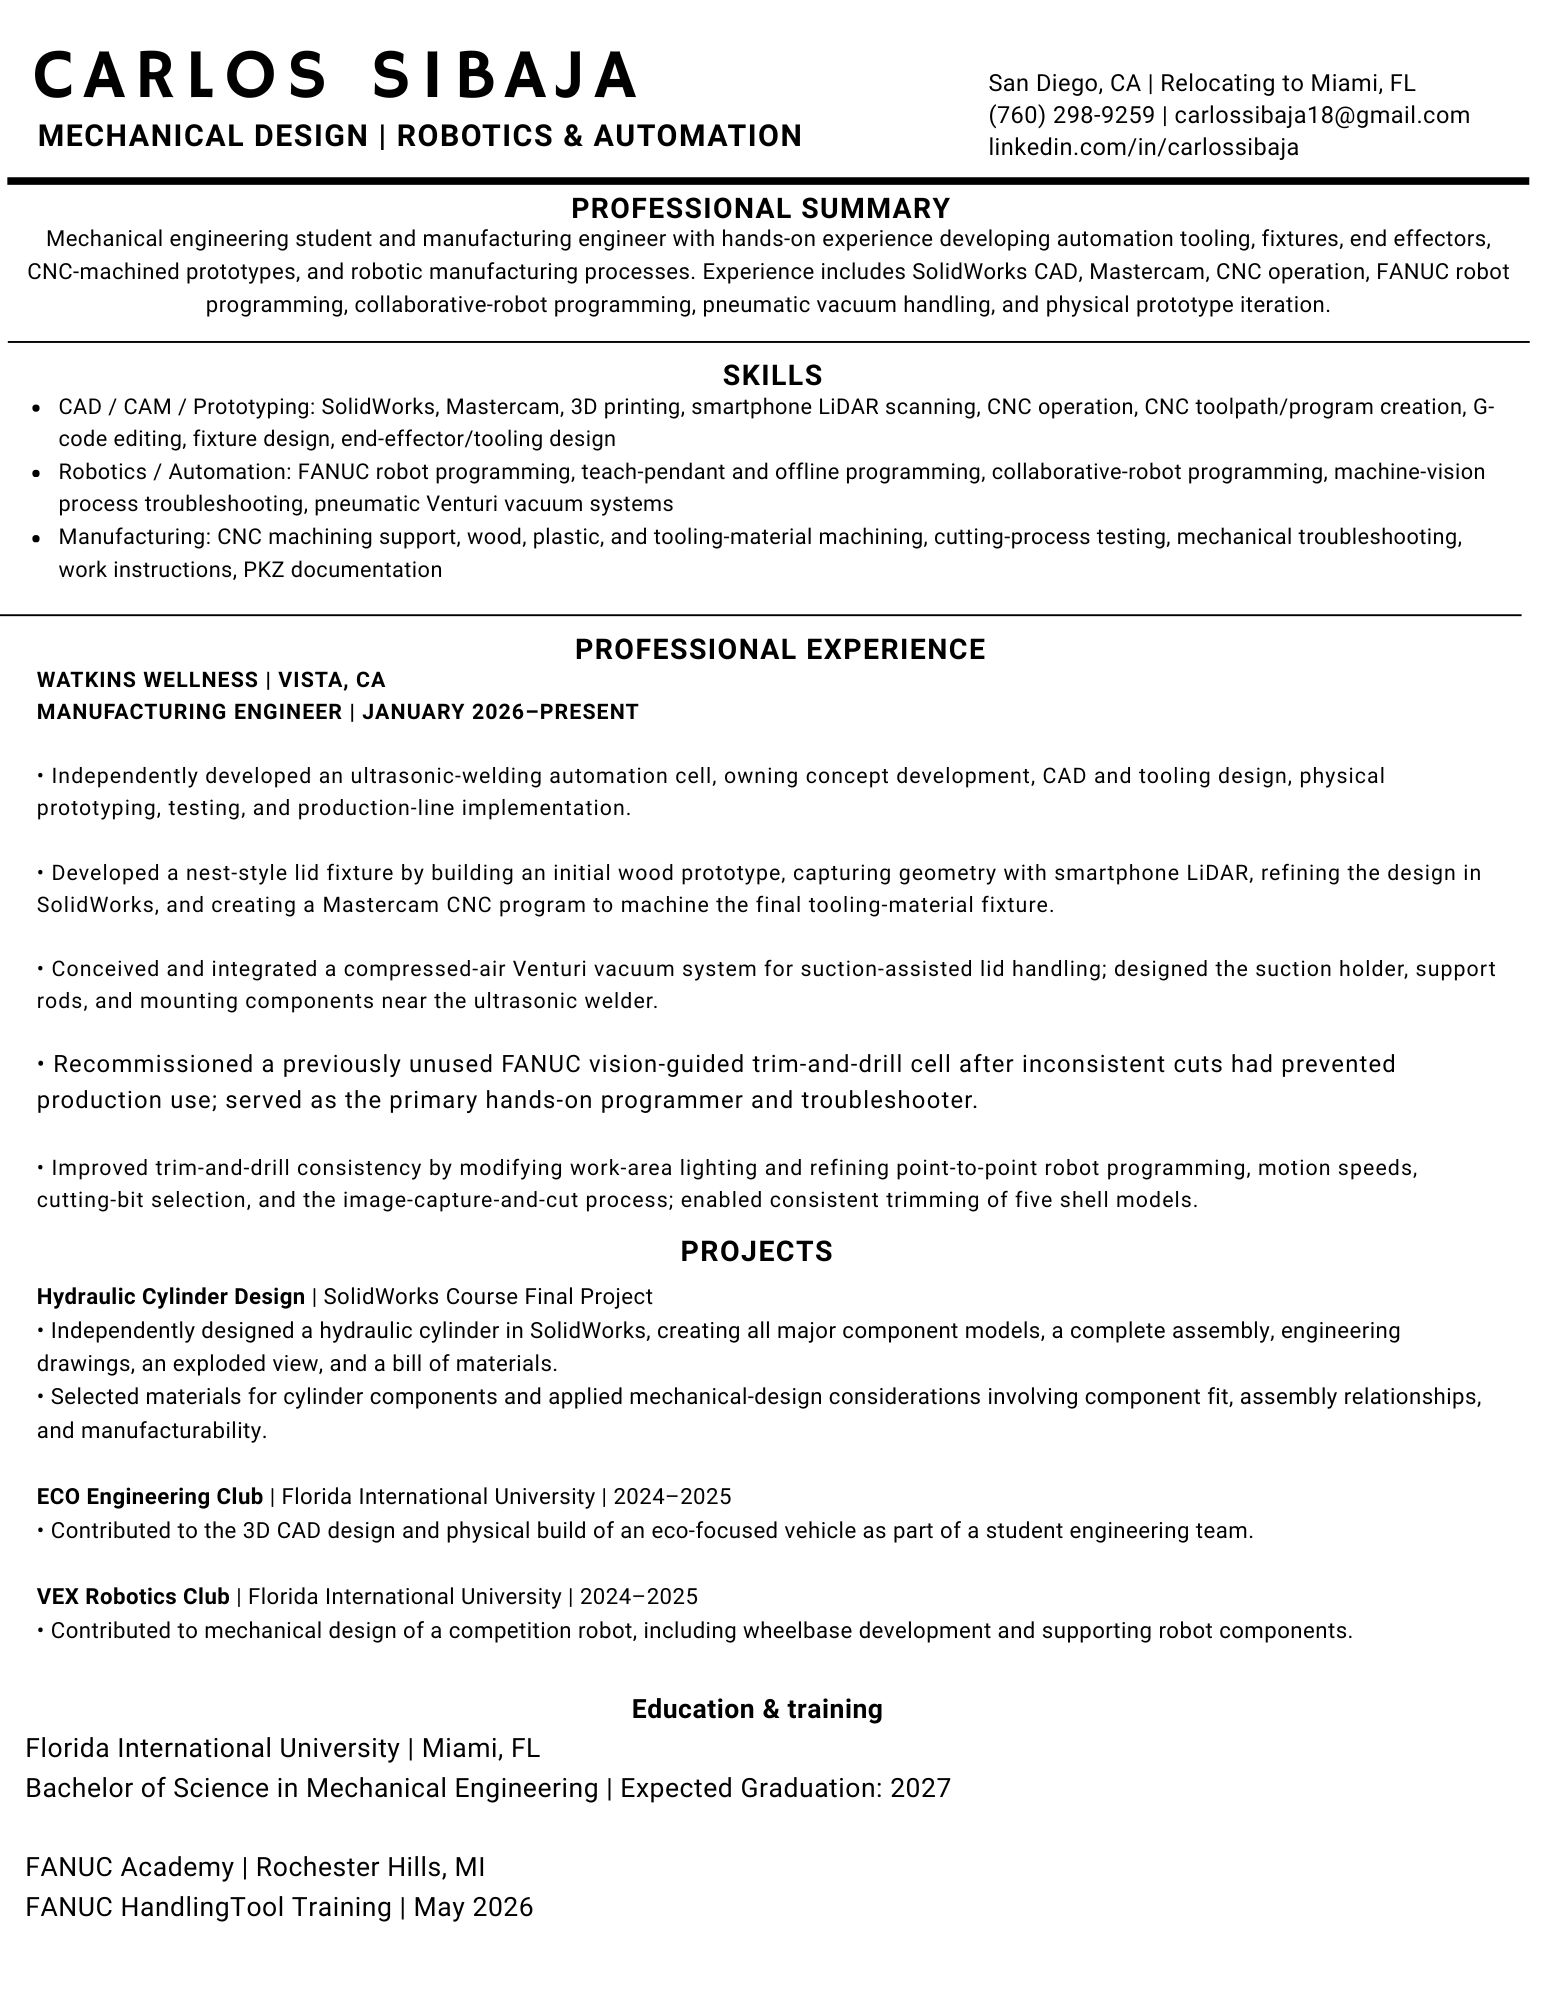 CARLOS SIBAJA
MECHANICAL DESIGN | ROBOTICS & AUTOMATION
San Diego, CA | Relocating to Miami, FL
(760) 298-9259 | carlossibaja18@gmail.com
linkedin.com/in/carlossibaja
PROFESSIONAL SUMMARY
Mechanical engineering student and manufacturing engineer with hands-on experience developing automation tooling, fixtures, end effectors,
CNC-machined prototypes, and robotic manufacturing processes. Experience includes SolidWorks CAD, Mastercam, CNC operation, FANUC robot
programming, collaborative-robot programming, pneumatic vacuum handling, and physical prototype iteration.
SKILLS
• CAD / CAM / Prototyping: SolidWorks, Mastercam, 3D printing, smartphone LiDAR scanning, CNC operation, CNC toolpath/program creation, G-
code editing, fixture design, end-effector/tooling design
• Robotics / Automation: FANUC robot programming, teach-pendant and offline programming, collaborative-robot programming, machine-vision
process troubleshooting, pneumatic Venturi vacuum systems
• Manufacturing: CNC machining support, wood, plastic, and tooling-material machining, cutting-process testing, mechanical troubleshooting,
work instructions, PKZ documentation
PROFESSIONAL EXPERIENCE
WATKINS WELLNESS | VISTA, CA
MANUFACTURING ENGINEER | JANUARY 2026–PRESENT
• Independently developed an ultrasonic-welding automation cell, owning concept development, CAD and tooling design, physical
prototyping, testing, and production-line implementation.
• Developed a nest-style lid fixture by building an initial wood prototype, capturing geometry with smartphone LiDAR, refining the design in
SolidWorks, and creating a Mastercam CNC program to machine the final tooling-material fixture.
• Conceived and integrated a compressed-air Venturi vacuum system for suction-assisted lid handling; designed the suction holder, support
rods, and mounting components near the ultrasonic welder.
• Recommissioned a previously unused FANUC vision-guided trim-and-drill cell after inconsistent cuts had prevented
production use; served as the primary hands-on programmer and troubleshooter.
• Improved trim-and-drill consistency by modifying work-area lighting and refining point-to-point robot programming, motion speeds,
cutting-bit selection, and the image-capture-and-cut process; enabled consistent trimming of five shell models.
PROJECTS
Hydraulic Cylinder Design | SolidWorks Course Final Project
• Independently designed a hydraulic cylinder in SolidWorks, creating all major component models, a complete assembly, engineering
drawings, an exploded view, and a bill of materials.
• Selected materials for cylinder components and applied mechanical-design considerations involving component fit, assembly relationships,
and manufacturability.
ECO Engineering Club | Florida International University | 2024–2025
• Contributed to the 3D CAD design and physical build of an eco-focused vehicle as part of a student engineering team.
VEX Robotics Club | Florida International University | 2024–2025
• Contributed to mechanical design of a competition robot, including wheelbase development and supporting robot components.
Education & training
Florida International University | Miami, FL
Bachelor of Science in Mechanical Engineering | Expected Graduation: 2027
FANUC Academy | Rochester Hills, MI
FANUC HandlingTool Training | May 2026